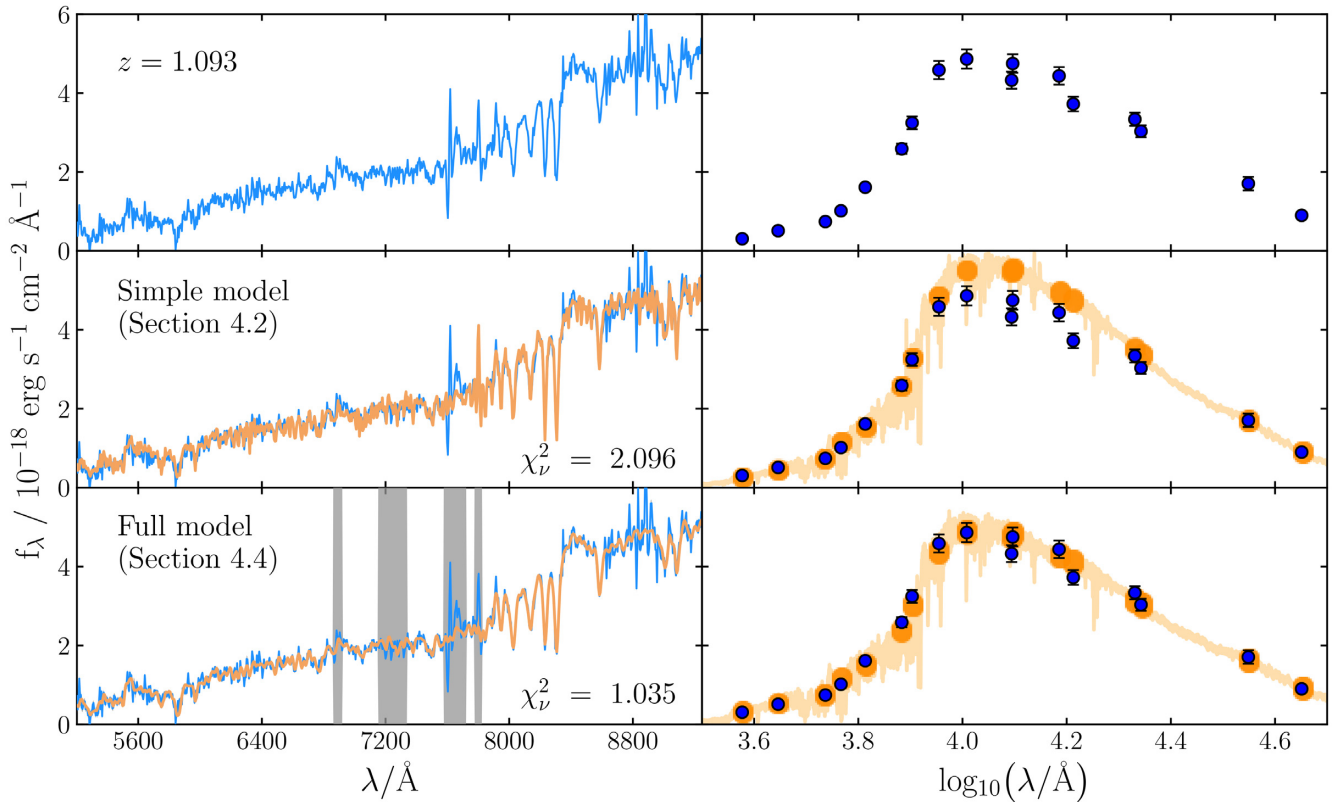 6
4
2
0
z = 1.093
4
2
0
Simple model
(Section 4.2)
χ²ν = 2.096
4
2
0
Full model
(Section 4.4)
χ²ν = 1.035
fλ / 10⁻¹⁸ erg s⁻¹ cm⁻² Å⁻¹
5600 6400 7200 8000 8800
λ/Å
3.6 3.8 4.0 4.2 4.4 4.6
log₁₀(λ/Å)